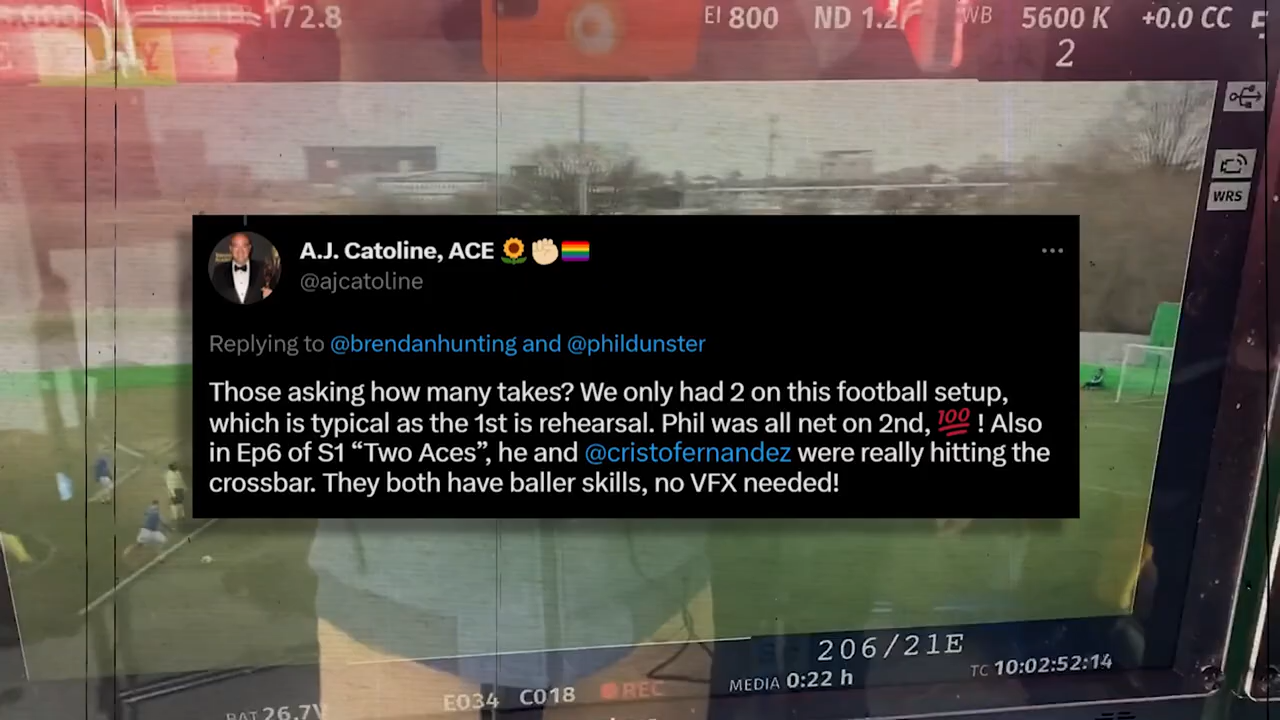 172.8
EI 800
ND 1.2
WB
5600 K
+0.0 CC
2
WRS
A.J. Catoline, ACE 🌻✊🏻🏳️‍🌈
@ajcatoline
Replying to @brendanhunting and @phildunster
Those asking how many takes? We only had 2 on this football setup,
which is typical as the 1st is rehearsal. Phil was all net on 2nd, 💯 ! Also
in Ep6 of S1 “Two Aces”, he and @cristofernandez were really hitting the
crossbar. They both have baller skills, no VFX needed!
206/21E
MEDIA 0:22 h
TC 10:02:52:14
E034 C018 REC
BAT 26.7V